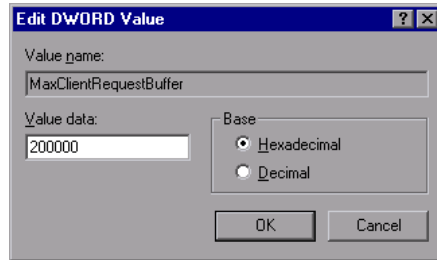 Edit DWORD Value
Value name:
MaxClientRequestBuffer
Value data:
200000
Base
Hexadecimal
Decimal
OK Cancel